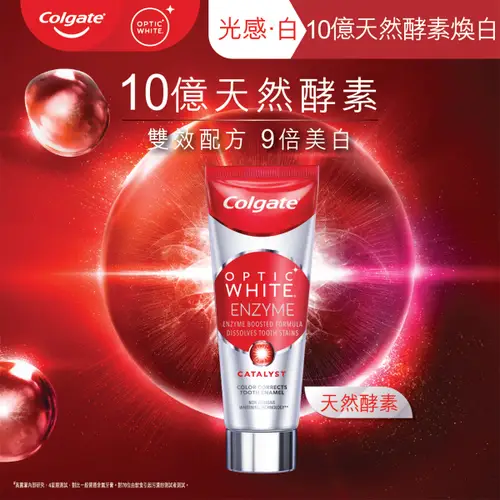 Colgate®
OPTIC
WHITE.
光感·白
10億天然酵素煥白
10億天然酵素
雙效配方 9倍美白
Colgate
OPTIC
WHITE.
ENZYME
ENZYME BOOSTED FORMULA
DISSOLVES TOOTH STAINS
CATALYST
COLOR CORRECTS
TOOTH ENAMEL
WHITENING TECHNOLOGY**
天然酵素